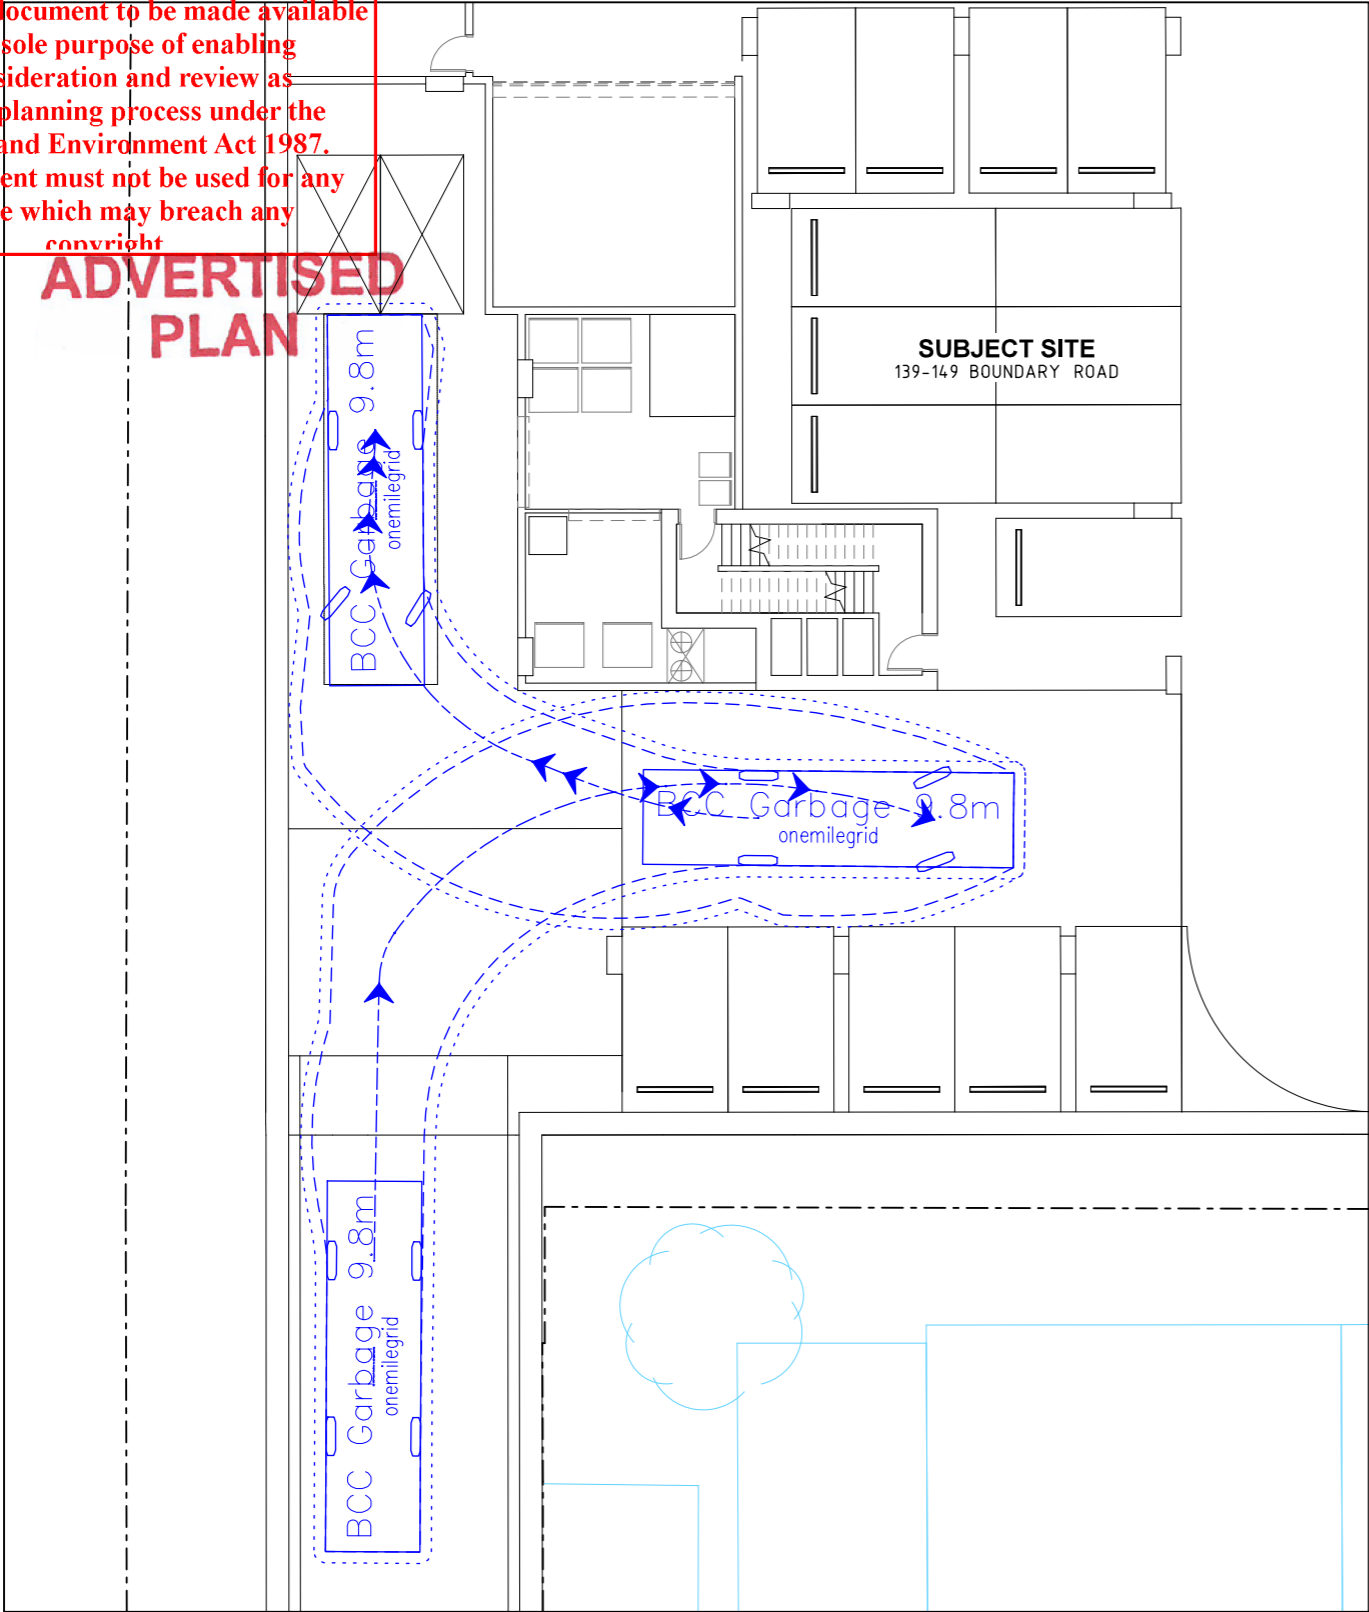 document to be made available
sole purpose of enabling
sideration and review as
planning process under the
and Environment Act 1987.
ent must not be used for any
e which may breach any
copyright
ADVERTISED
PLAN
SUBJECT SITE
139-149 BOUNDARY ROAD
BCC Garbage 9.8m
onemilegrid
BCC Garbage 9.8m
onemilegrid
BCC Garbage 9.8m
onemilegrid